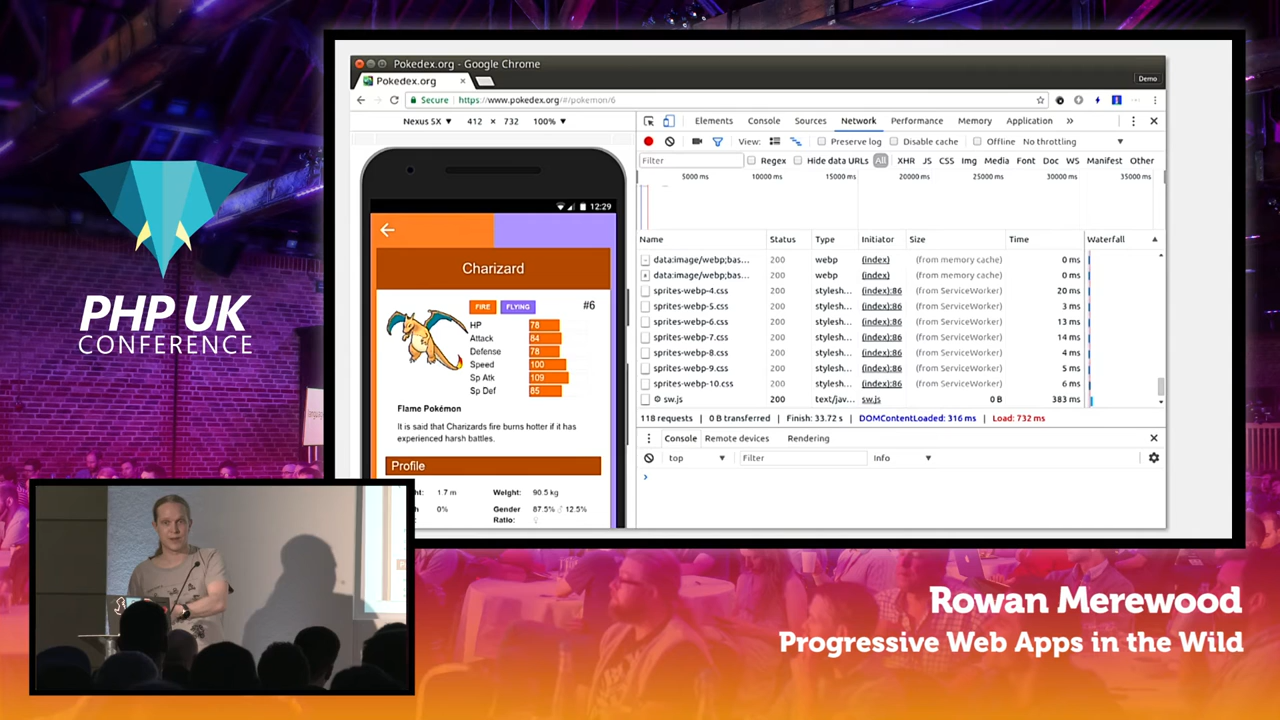 Pokedex.org - Google Chrome
Pokedex.org
Demo
Secure https://www.pokedex.org/#/pokemon/6
Nexus 5X ▼ 412 × 732 100% ▼
Elements Console Sources Network Performance Memory Application »
View: Preserve log Disable cache Offline No throttling
Filter Regex Hide data URLs All XHR JS CSS Img Media Font Doc WS Manifest Other
5000 ms 10000 ms 15000 ms 20000 ms 25000 ms 30000 ms 35000 ms
Name Status Type Initiator Size Time Waterfall
data:image/webp;bas... 200 webp (index) (from memory cache) 0 ms
data:image/webp;bas... 200 webp (index) (from memory cache) 0 ms
sprites-webp-4.css 200 stylesh... (index):86 (from ServiceWorker) 20 ms
sprites-webp-5.css 200 stylesh... (index):86 (from ServiceWorker) 3 ms
sprites-webp-6.css 200 stylesh... (index):86 (from ServiceWorker) 13 ms
sprites-webp-7.css 200 stylesh... (index):86 (from ServiceWorker) 14 ms
sprites-webp-8.css 200 stylesh... (index):86 (from ServiceWorker) 4 ms
sprites-webp-9.css 200 stylesh... (index):86 (from ServiceWorker) 5 ms
sprites-webp-10.css 200 stylesh... (index):86 (from ServiceWorker) 6 ms
sw.js 200 text/jav... sw.js 0 B 383 ms
118 requests | 0 B transferred | Finish: 33.72 s | DOMContentLoaded: 316 ms | Load: 732 ms
Console Remote devices Rendering
top ▼ Filter Info ▼
12:29
Charizard
FIRE FLYING #6
HP 78
Attack 84
Defense 78
Speed 100
Sp Atk 109
Sp Def 85
Flame Pokémon
It is said that Charizards fire burns hotter if it has
experienced harsh battles.
Profile
ht: 1.7 m Weight: 90.5 kg
0% Gender 87.5% ♂ 12.5%
Ratio: ♀
PHP UK
CONFERENCE
Rowan Merewood
Progressive Web Apps in the Wild